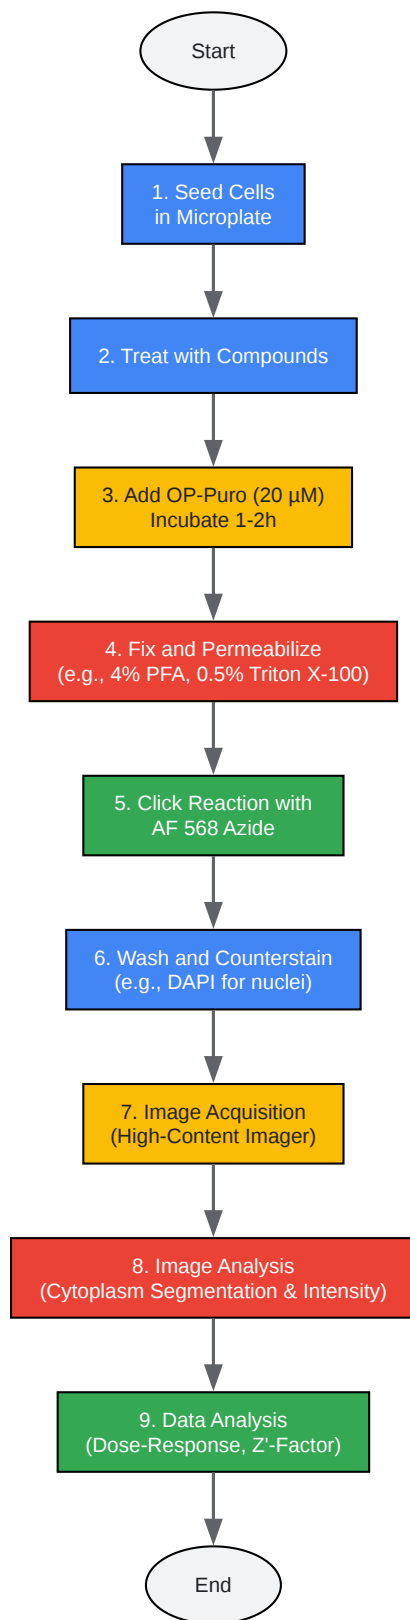 Start
1. Seed Cells
in Microplate
2. Treat with Compounds
3. Add OP-Puro (20 µM)
Incubate 1-2h
4. Fix and Permeabilize
(e.g., 4% PFA, 0.5% Triton X-100)
5. Click Reaction with
AF 568 Azide
6. Wash and Counterstain
(e.g., DAPI for nuclei)
7. Image Acquisition
(High-Content Imager)
8. Image Analysis
(Cytoplasm Segmentation & Intensity)
9. Data Analysis
(Dose-Response, Z'-Factor)
End